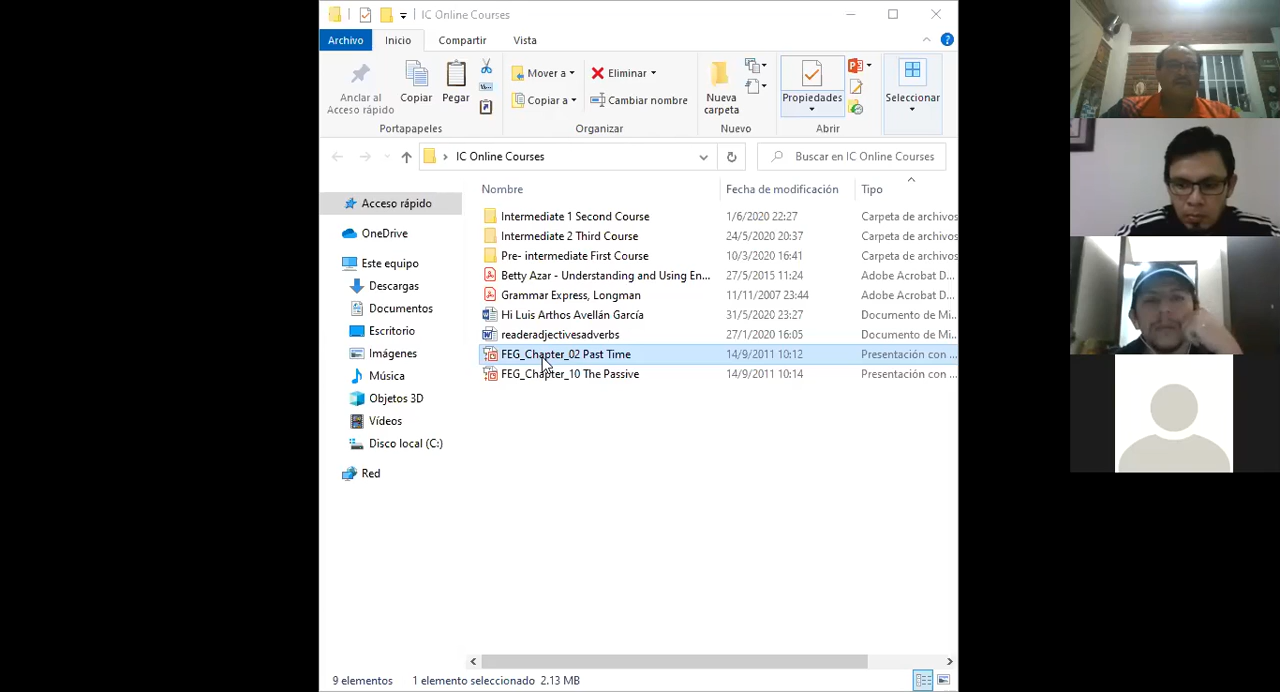 IC Online Courses
Archivo Inicio Compartir Vista
Anclar al Acceso rápido
Copiar
Pegar
Mover a
Copiar a
Eliminar
Cambiar nombre
Nueva carpeta
Propiedades
Seleccionar
Portapapeles Organizar Nuevo Abrir
IC Online Courses
Buscar en IC Online Courses
Nombre Fecha de modificación Tipo
Acceso rápido
OneDrive
Este equipo
Descargas
Documentos
Escritorio
Imágenes
Música
Objetos 3D
Vídeos
Disco local (C:)
Red
Intermediate 1 Second Course 1/6/2020 22:27 Carpeta de archivos
Intermediate 2 Third Course 24/5/2020 20:37 Carpeta de archivos
Pre- intermediate First Course 10/3/2020 16:41 Carpeta de archivos
Betty Azar - Understanding and Using En... 27/5/2015 11:24 Adobe Acrobat D...
Grammar Express, Longman 11/11/2007 23:44 Adobe Acrobat D...
Hi Luis Arthos Avellán García 31/5/2020 23:27 Documento de Mi...
readeradjectivesadverbs 27/1/2020 16:05 Documento de Mi...
FEG_Chapter_02 Past Time 14/9/2011 10:12 Presentación con ...
FEG_Chapter_10 The Passive 14/9/2011 10:14 Presentación con ...
9 elementos 1 elemento seleccionado 2.13 MB